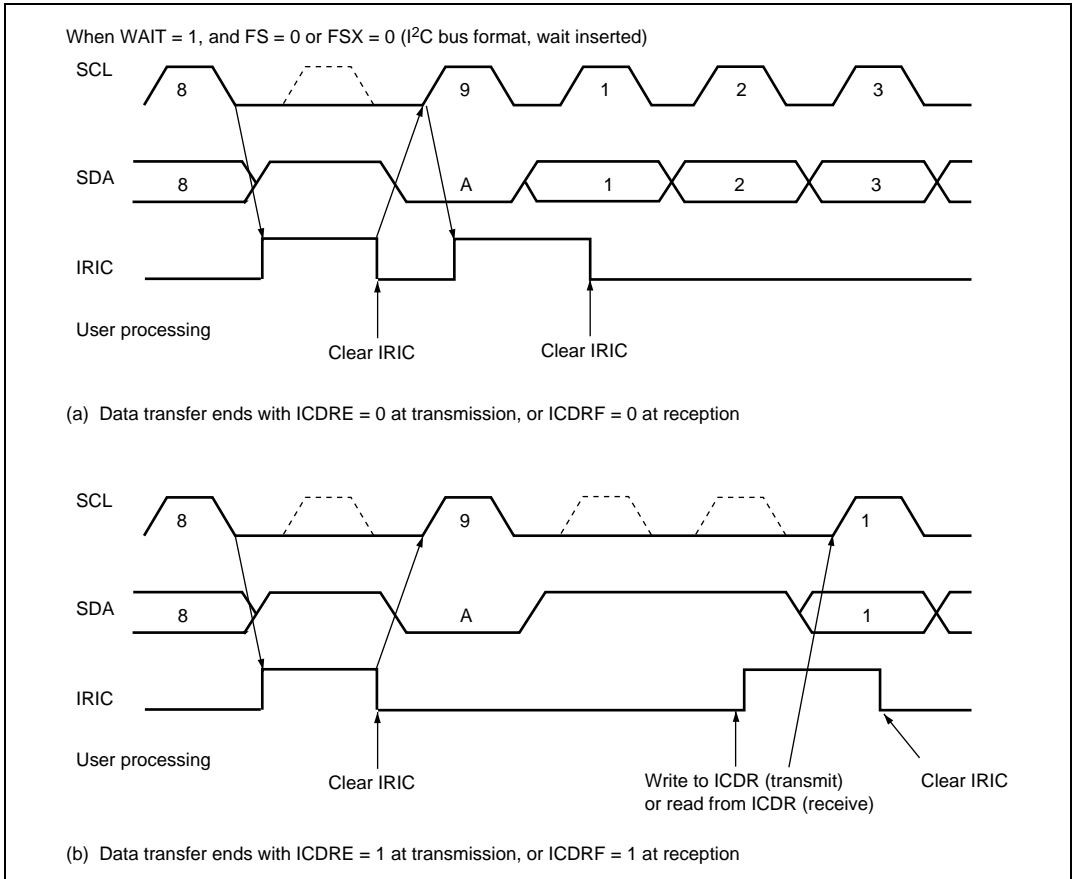 When WAIT = 1, and FS = 0 or FSX = 0 (I²C bus format, wait inserted)
SCL
8
9
1
2
3
SDA
8
A
1
2
3
IRIC
User processing
Clear IRIC
Clear IRIC
(a) Data transfer ends with ICDRE = 0 at transmission, or ICDRF = 0 at reception
SCL
8
9
1
SDA
8
A
1
IRIC
User processing
Clear IRIC
Write to ICDR (transmit)
or read from ICDR (receive)
Clear IRIC
(b) Data transfer ends with ICDRE = 1 at transmission, or ICDRF = 1 at reception